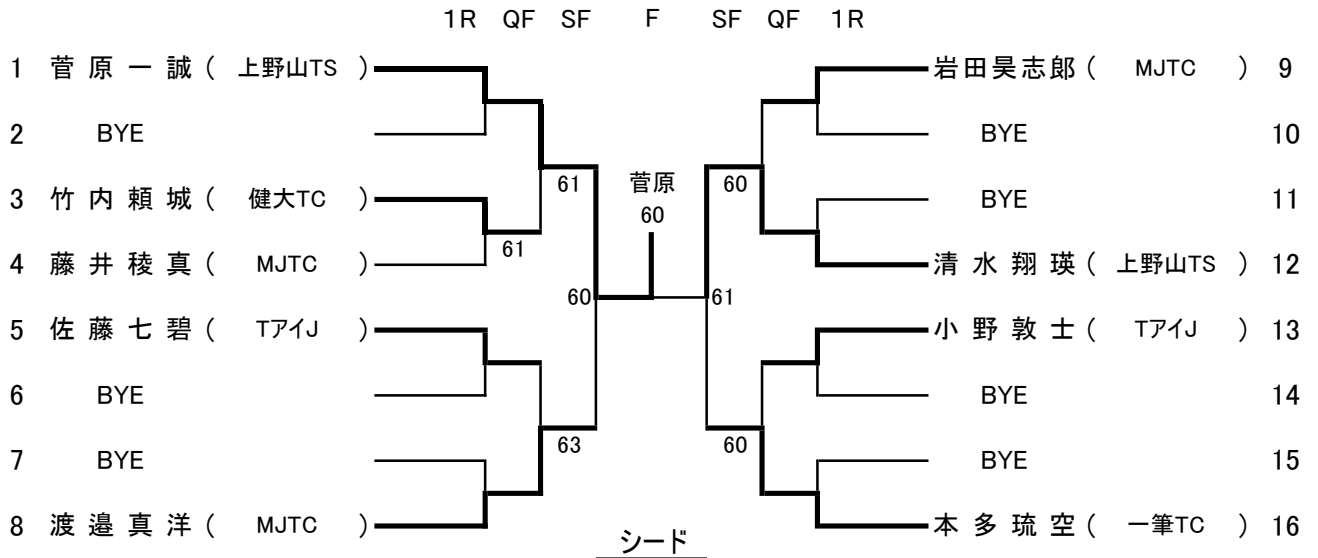 1R QF SF F SF QF 1R
1 菅原一誠 ( 上野山TS ) 岩田昊志郎 ( MJTC ) 9
2 BYE BYE 10
61 菅原 60
3 竹内頼城 ( 健大TC ) BYE 11
60
61
4 藤井稜真 ( MJTC ) 清水翔瑛 ( 上野山TS ) 12
60 61
5 佐藤七碧 ( TアイJ ) 小野敦士 ( TアイJ ) 13
6 BYE BYE 14
63 60
7 BYE BYE 15
8 渡邉真洋 ( MJTC ) 本多琉空 ( 一筆TC ) 16
シード